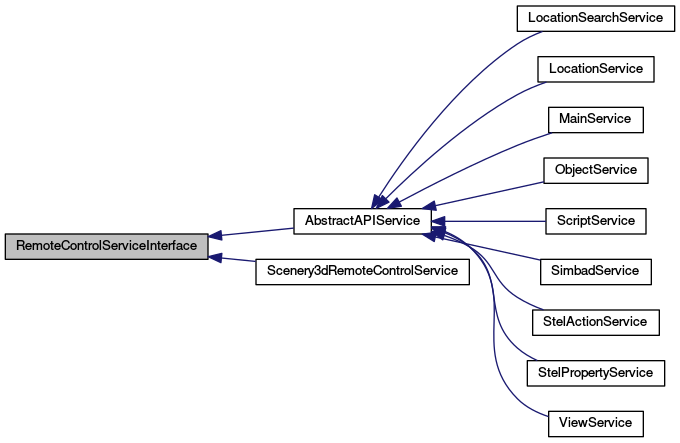 LocationSearchService
LocationService
MainService
ObjectService
AbstractAPIService
ScriptService
RemoteControlServiceInterface
Scenery3dRemoteControlService
SimbadService
StelActionService
StelPropertyService
ViewService